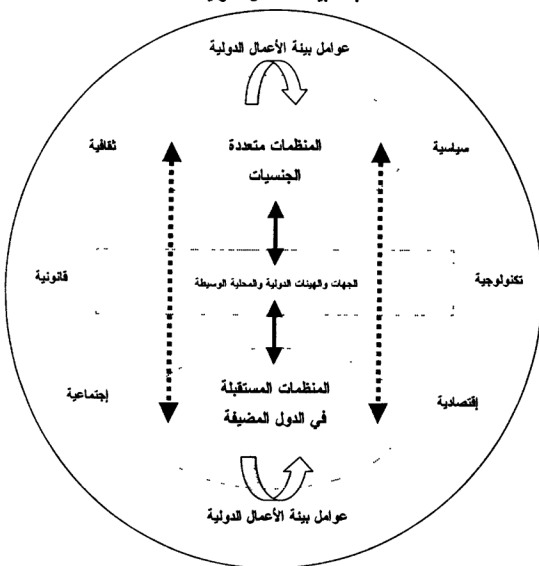 عوامل بيئة الأعمال الدولية
سياسية
المنظمات متعددة
الجنسيات
ثقافية
تكنولوجية
الجهات والهيئات الدولية والمحلية الوسيطة
قانونية
إقتصادية
المنظمات المستقبلة
في الدول المضيفة
إجتماعية
عوامل بيئة الأعمال الدولية